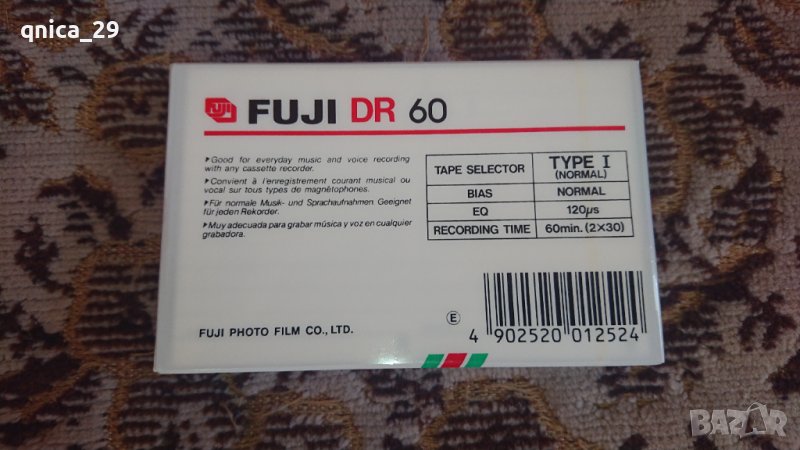 qnica_29
FUJI FUJI DR 60
▸Good for everyday music and voice recording
with any cassette recorder.
▸Convient à l'enregistrement courant musical ou
vocal sur tous types de magnétophones.
▸Für normale Musik- und Sprachaufnahmen. Geeignet
für jeden Rekorder.
▸Muy adecuada para grabar música y voz en cualquier
grabadora.
TAPE SELECTOR TYPE I
(NORMAL)
BIAS NORMAL
EQ 120μs
RECORDING TIME 60min. (2×30)
FUJI PHOTO FILM CO., LTD.
E
4 902520 012524
BAZAR